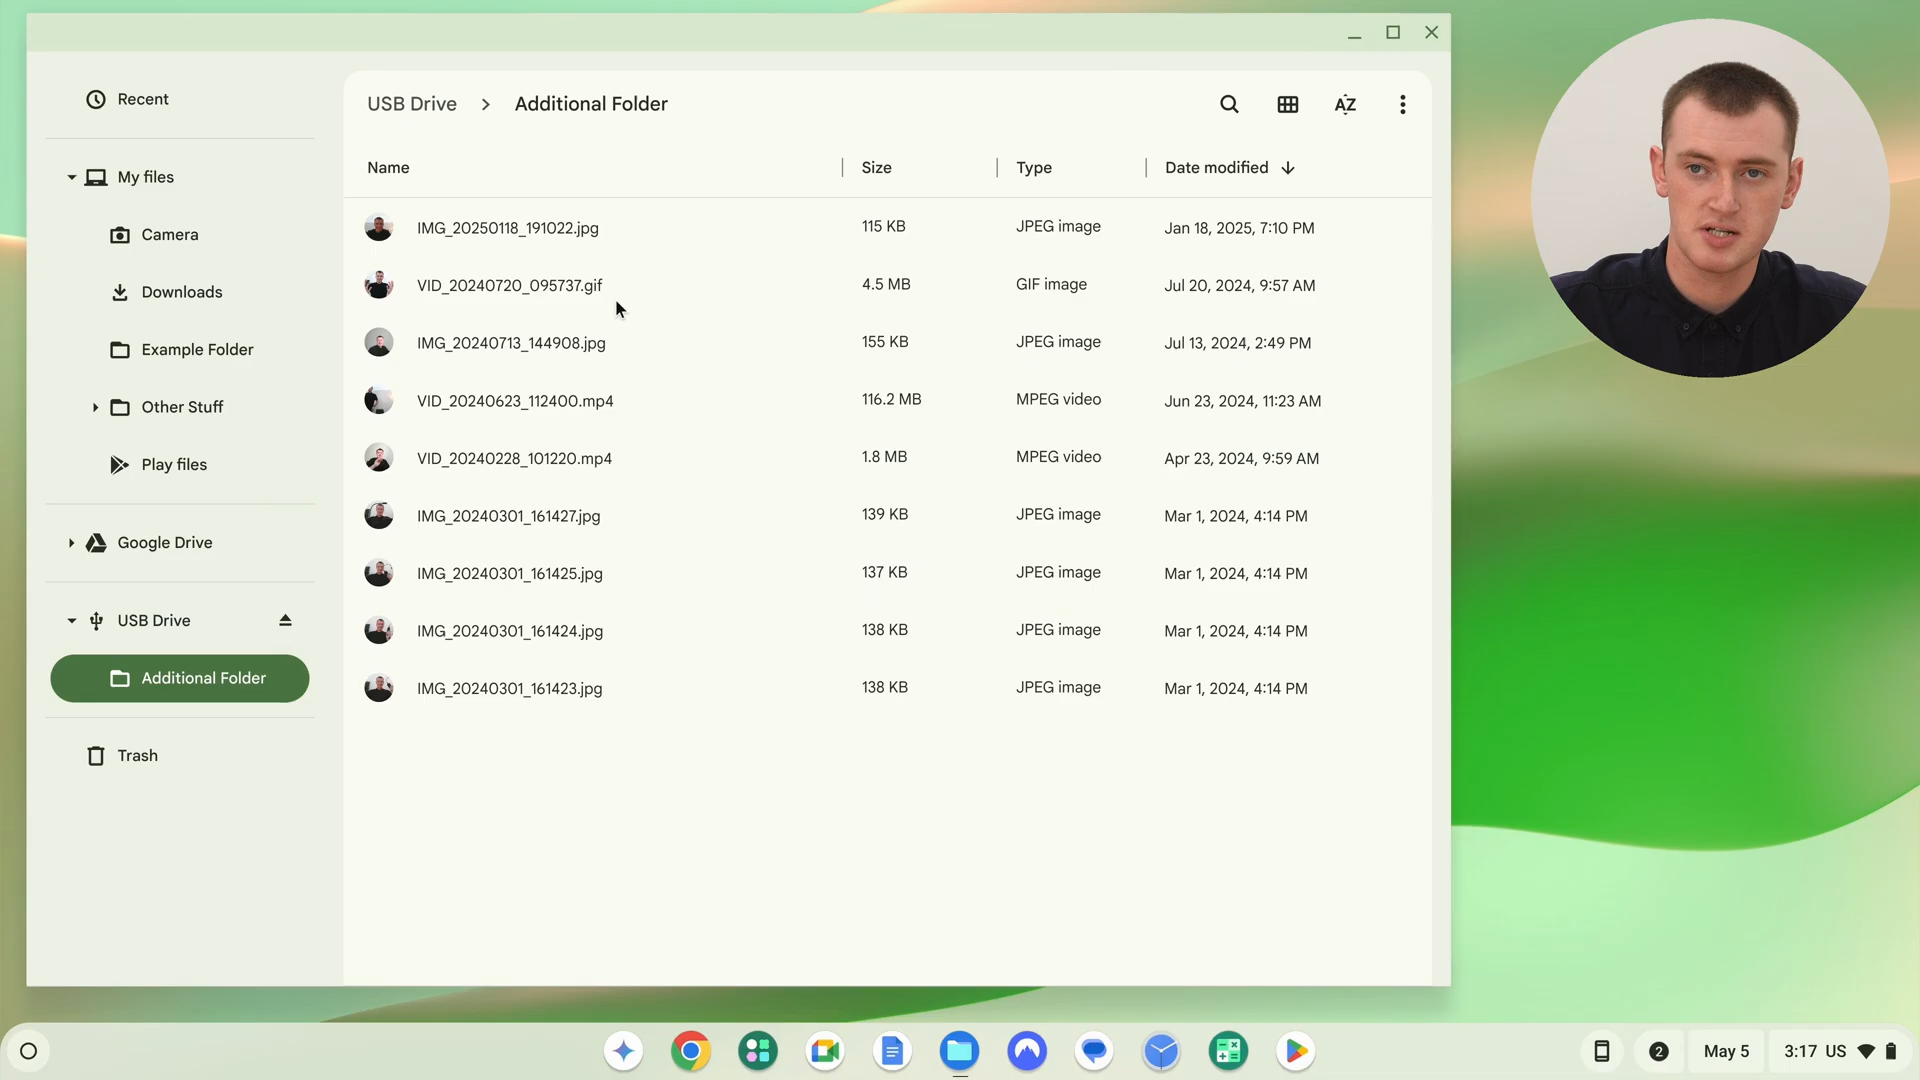 Recent
My files
Camera
Downloads
Example Folder
Other Stuff
Play files
Google Drive
USB Drive
Additional Folder
Trash
USB Drive > Additional Folder
AZ
Name Size Type Date modified
IMG_20250118_191022.jpg 115 KB JPEG image Jan 18, 2025, 7:10 PM
VID_20240720_095737.gif 4.5 MB GIF image Jul 20, 2024, 9:57 AM
IMG_20240713_144908.jpg 155 KB JPEG image Jul 13, 2024, 2:49 PM
VID_20240623_112400.mp4 116.2 MB MPEG video Jun 23, 2024, 11:23 AM
VID_20240228_101220.mp4 1.8 MB MPEG video Apr 23, 2024, 9:59 AM
IMG_20240301_161427.jpg 139 KB JPEG image Mar 1, 2024, 4:14 PM
IMG_20240301_161425.jpg 137 KB JPEG image Mar 1, 2024, 4:14 PM
IMG_20240301_161424.jpg 138 KB JPEG image Mar 1, 2024, 4:14 PM
IMG_20240301_161423.jpg 138 KB JPEG image Mar 1, 2024, 4:14 PM
2 May 5 3:17 US